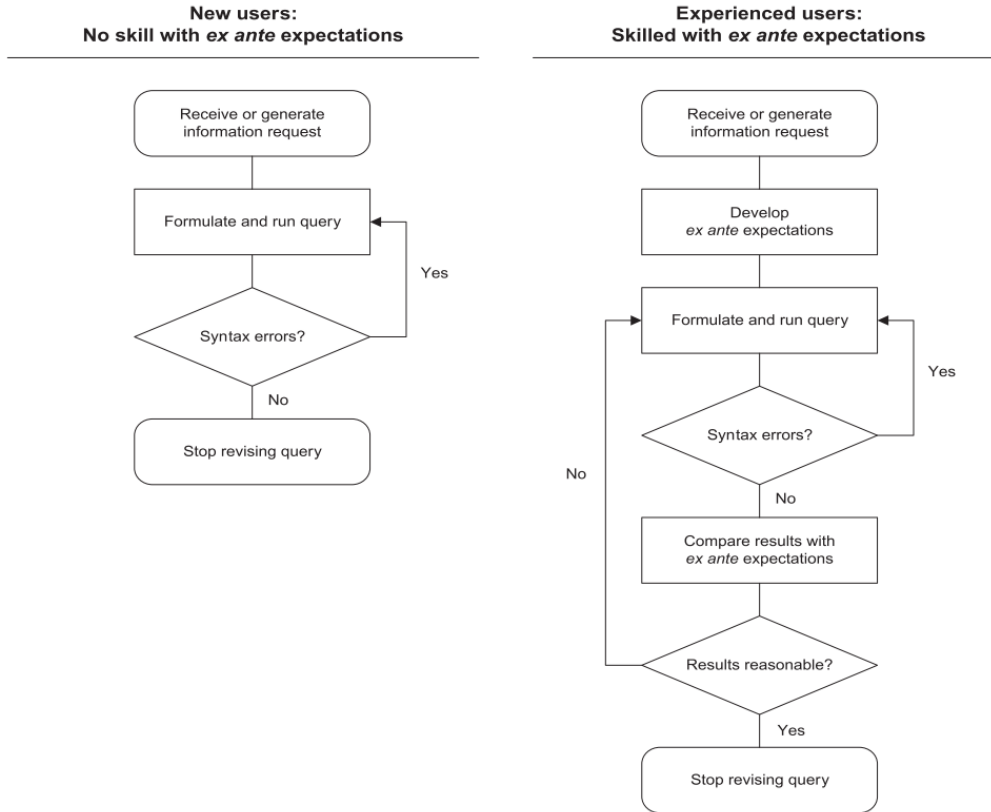 New users:
No skill with ex ante expectations
Receive or generate
information request
Formulate and run query
Yes
Syntax errors?
No
Stop revising query
Experienced users:
Skilled with ex ante expectations
Receive or generate
information request
Develop
ex ante expectations
Formulate and run query
Yes
Syntax errors?
No
No
Compare results with
ex ante expectations
Results reasonable?
Yes
Stop revising query